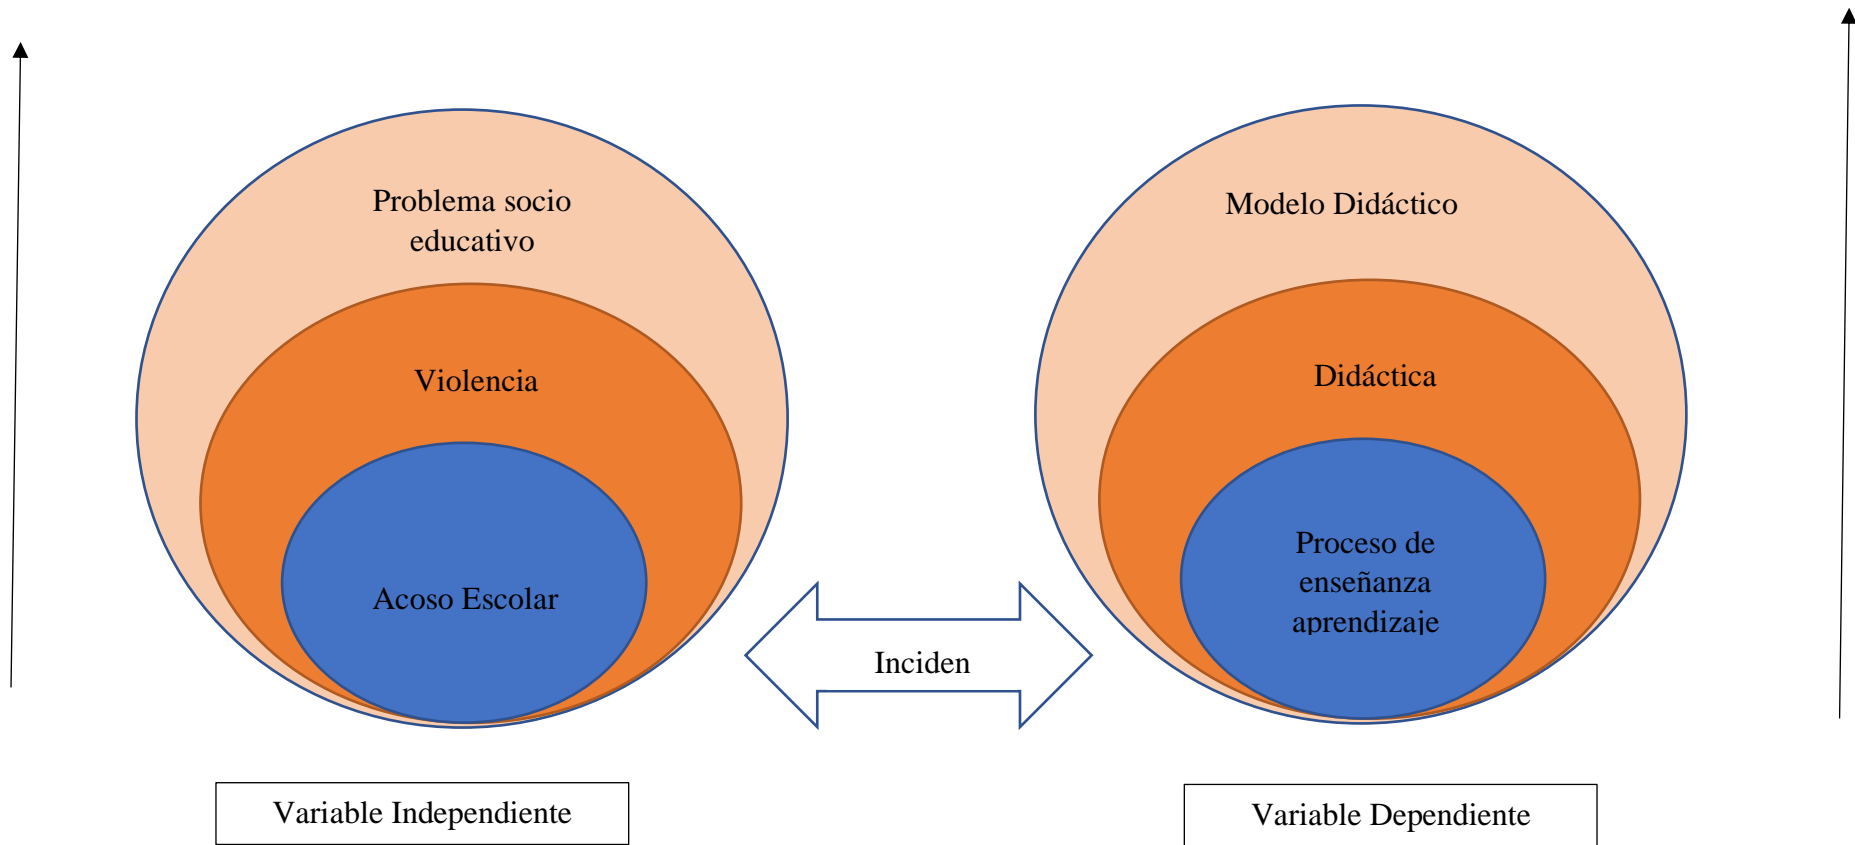 Problema socio
educativo
Violencia
Acoso Escolar
Inciden
Modelo Didáctico
Didáctica
Proceso de
enseñanza
aprendizaje
Variable Independiente
Variable Dependiente